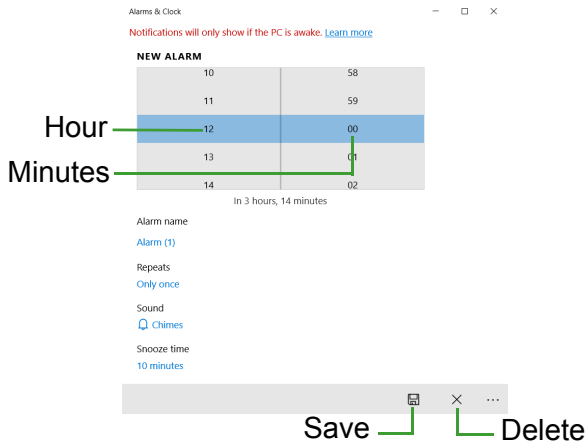 Alarms & Clock
Notifications will only show if the PC is awake. Learn more
NEW ALARM
10 58
11 59
Hour 12 00
Minutes 13 01
14 02
In 3 hours, 14 minutes
Alarm name
Alarm (1)
Repeats
Only once
Sound
Chimes
Snooze time
10 minutes
Save Delete